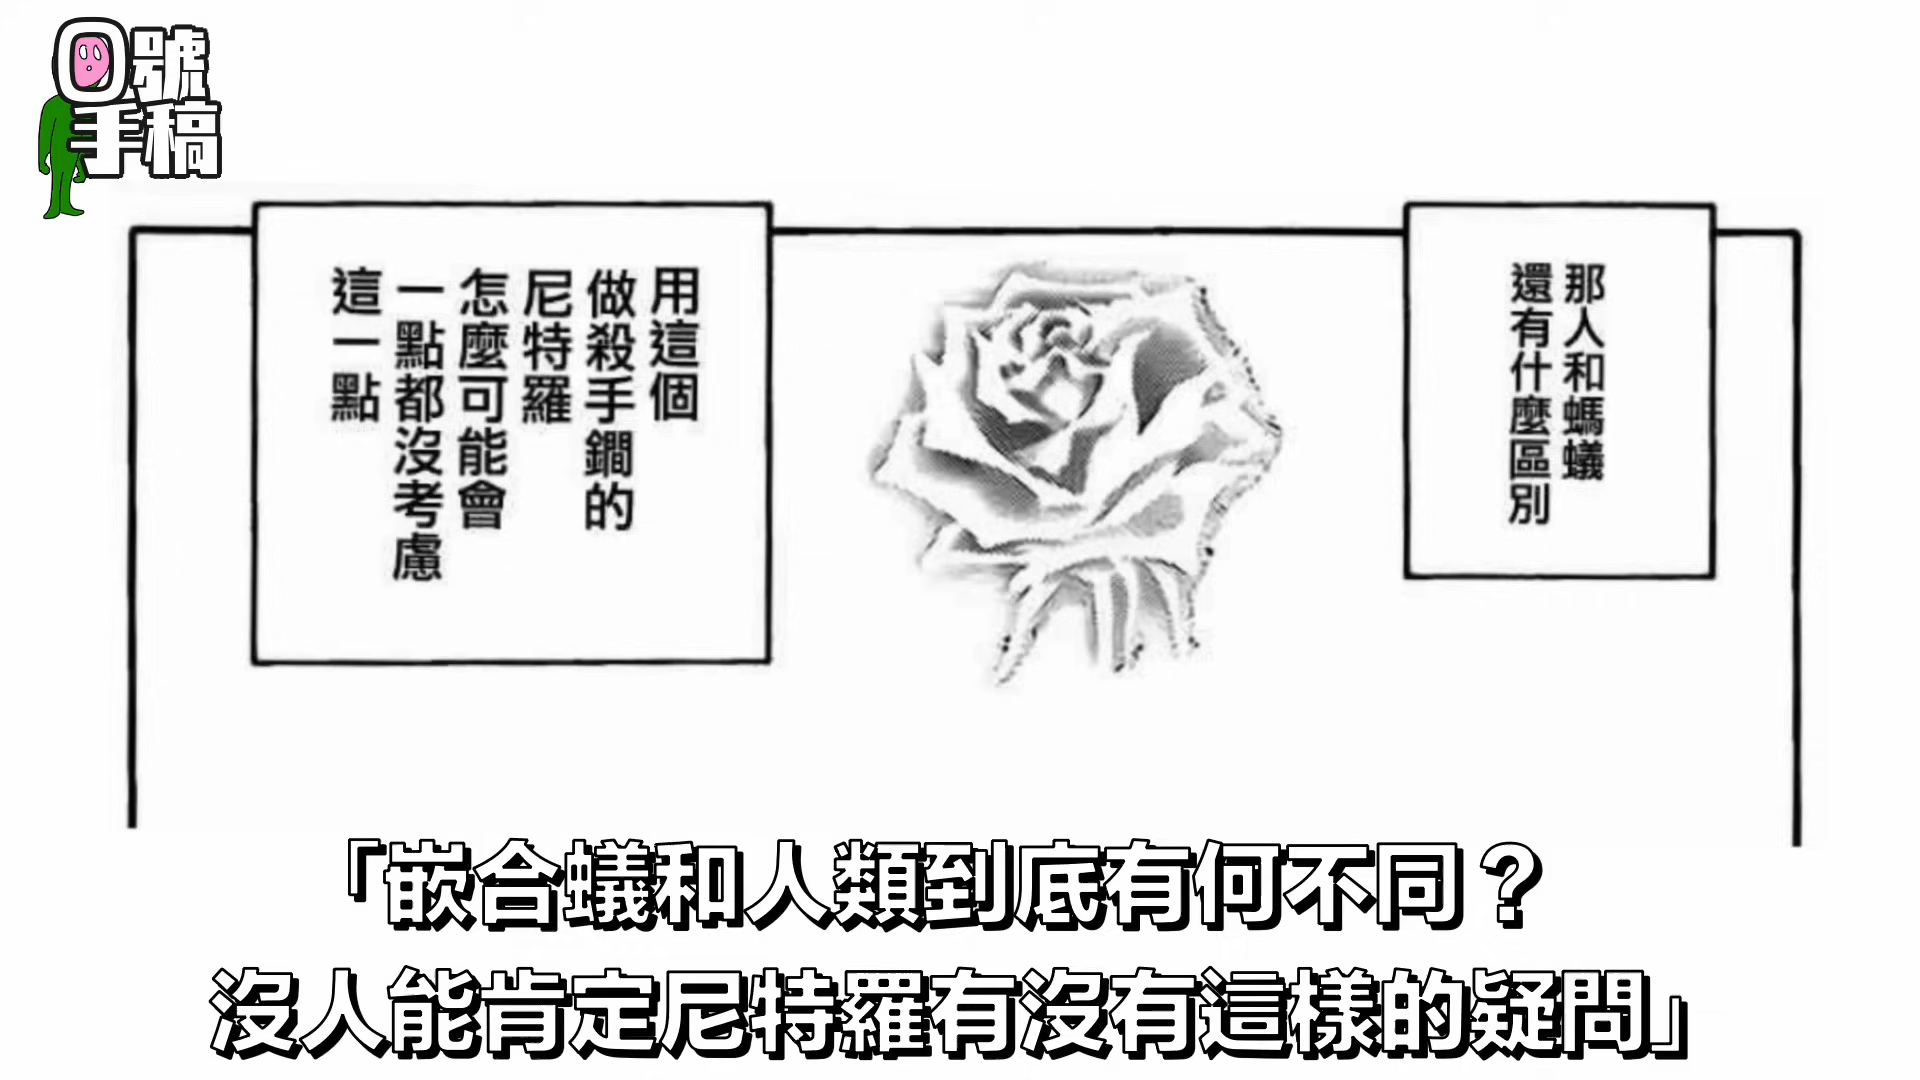 0號
手稿
那人和螞蟻
還有什麼區別
用這個
做殺手鐧的
尼特羅
怎麼可能會
一點都沒考慮
這一點
「嵌合蟻和人類到底有何不同？
沒人能肯定尼特羅有沒有這樣的疑問」